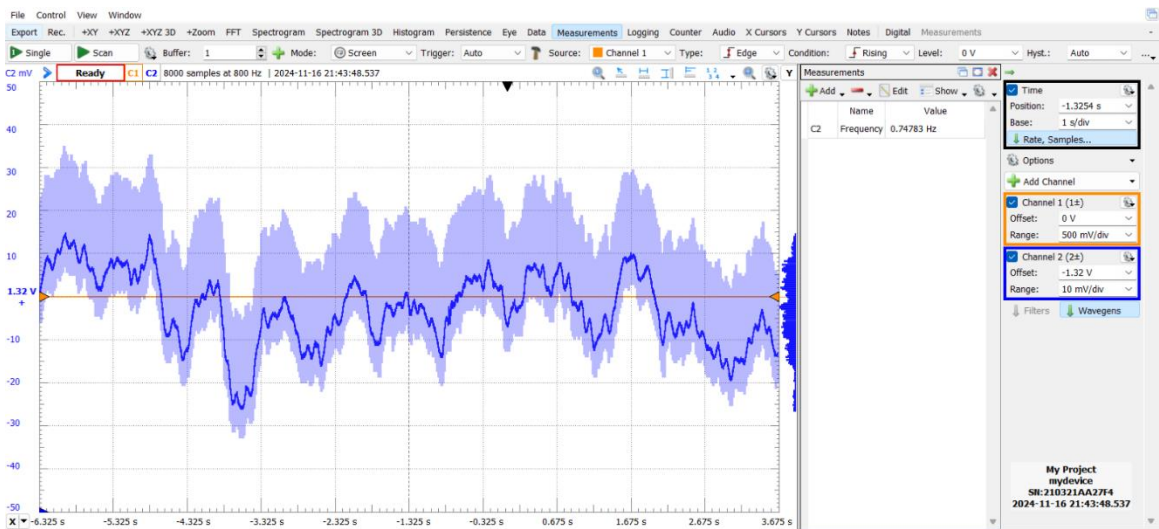 File Control View Window
Export Rec. +XY +XYZ +XYZ 3D +Zoom FFT Spectrogram Spectrogram 3D Histogram Persistence Eye Data Measurements Logging Counter Audio X Cursors Y Cursors Notes Digital Measurements
Single Scan Buffer: 1 Mode: Screen Trigger: Auto Source: Channel 1 Type: Edge Condition: Rising Level: 0 V Hyst.: Auto
C2 mV Ready C1 C2 8000 samples at 800 Hz | 2024-11-16 21:43:48.537 Y
50
40
30
20
10
1.32 V
-10
-20
-30
-40
-50
X -6.325 s -5.325 s -4.325 s -3.325 s -2.325 s -1.325 s -0.325 s 0.675 s 1.675 s 2.675 s 3.675 s
Measurements
Add Edit Show
Name Value
C2 Frequency 0.74783 Hz
Time
Position: -1.3254 s
Base: 1 s/div
Rate, Samples...
Options
Add Channel
Channel 1 (1±)
Offset: 0 V
Range: 500 mV/div
Channel 2 (2±)
Offset: -1.32 V
Range: 10 mV/div
Filters Wavegens
My Project
mydevice
SN:210321AA27F4
2024-11-16 21:43:48.537